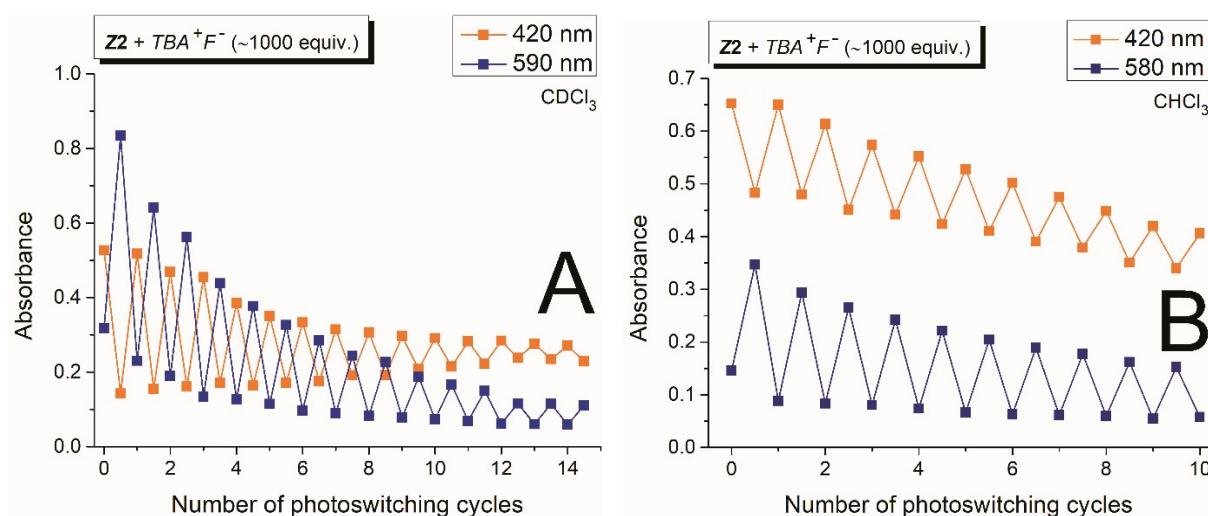 Z2 + TBA⁺F⁻ (~1000 equiv.)
420 nm
590 nm
CDCl₃
A
Absorbance
1.0
0.8
0.6
0.4
0.2
0.0
0 2 4 6 8 10 12 14
Number of photoswitching cycles
Z2 + TBA⁺F⁻ (~1000 equiv.)
420 nm
580 nm
CHCl₃
B
Absorbance
0.7
0.6
0.5
0.4
0.3
0.1
0.0
0 2 4 6 8 10
Number of photoswitching cycles